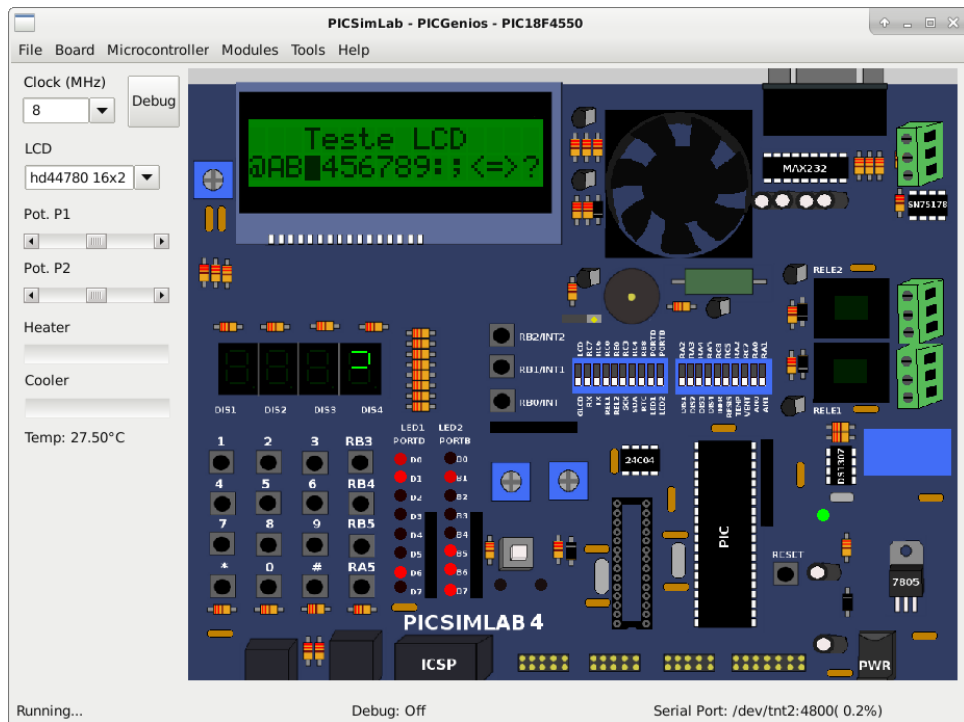 PICSimLab - PICGenios - PIC18F4550
File Board Microcontroller Modules Tools Help
Clock (MHz)
8
Debug
LCD
hd44780 16x2
Pot. P1
Pot. P2
Heater
Cooler
Temp: 27.50°C
Teste LCD
@AB 456789:;<=>?
MAX232
SN75178
RELE2
RELE1
RB2/INT2
RB1/INT1
RB0/INT
DIS1 DIS2 DIS3 DIS4
LED1 LED2
PORTD PORTB
1 2 3 RB3
4 5 6 RB4
7 8 9 RB5
* 0 # RA5
D0 D0
D1 B1
D2 B2
D3 B3
D4 B4
D5 B5
D6 B6
D7 D7
24C04
DS1307
PIC
RESET
7805
PICSIMLAB 4
ICSP
PWR
Running...
Debug: Off
Serial Port: /dev/tnt2:4800( 0.2%)